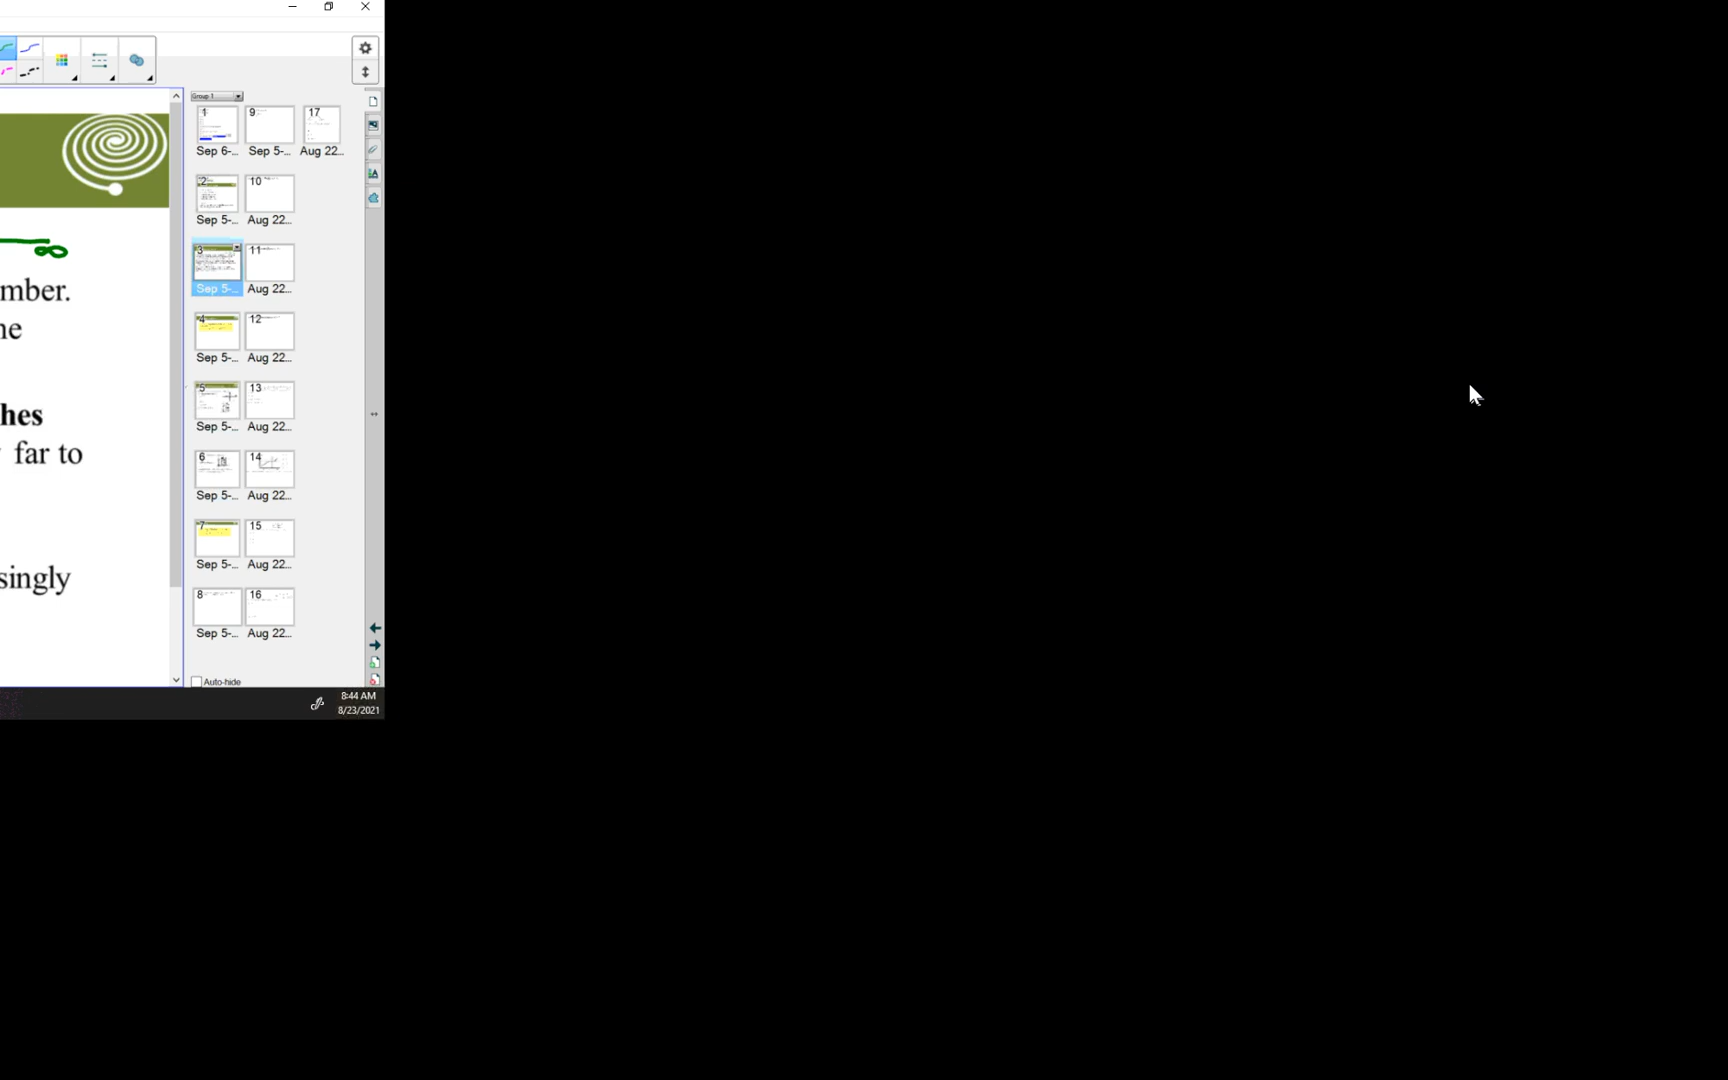 ∞
mber.
ne
hes
far to
singly
Group 1
1
9
17
Sep 6-...
Sep 5-...
Aug 22...
2
10
Sep 5-...
Aug 22...
3
11
Sep 5-...
Aug 22...
4
12
Sep 5-...
Aug 22...
5
13
Sep 5-...
Aug 22...
6
14
Sep 5-...
Aug 22...
7
15
Sep 5-...
Aug 22...
8
16
Sep 5-...
Aug 22...
Auto-hide
8:44 AM
8/23/2021